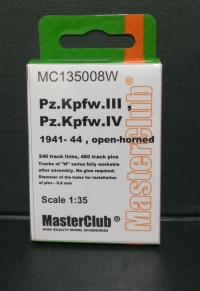 MC135008W
Pz.Kpfw.III ,
Pz.Kpfw.IV
1941- 44 , open-horned
240 track links, 480 track pins
Tracks of "W" series fully workable
after assembly. No glue required.
Diameter of the holes for installation
of pins - 0.6 mm
Scale 1:35
MasterClub®
HIGH QUALITY MODEL ACCESSORIES
MasterClub®